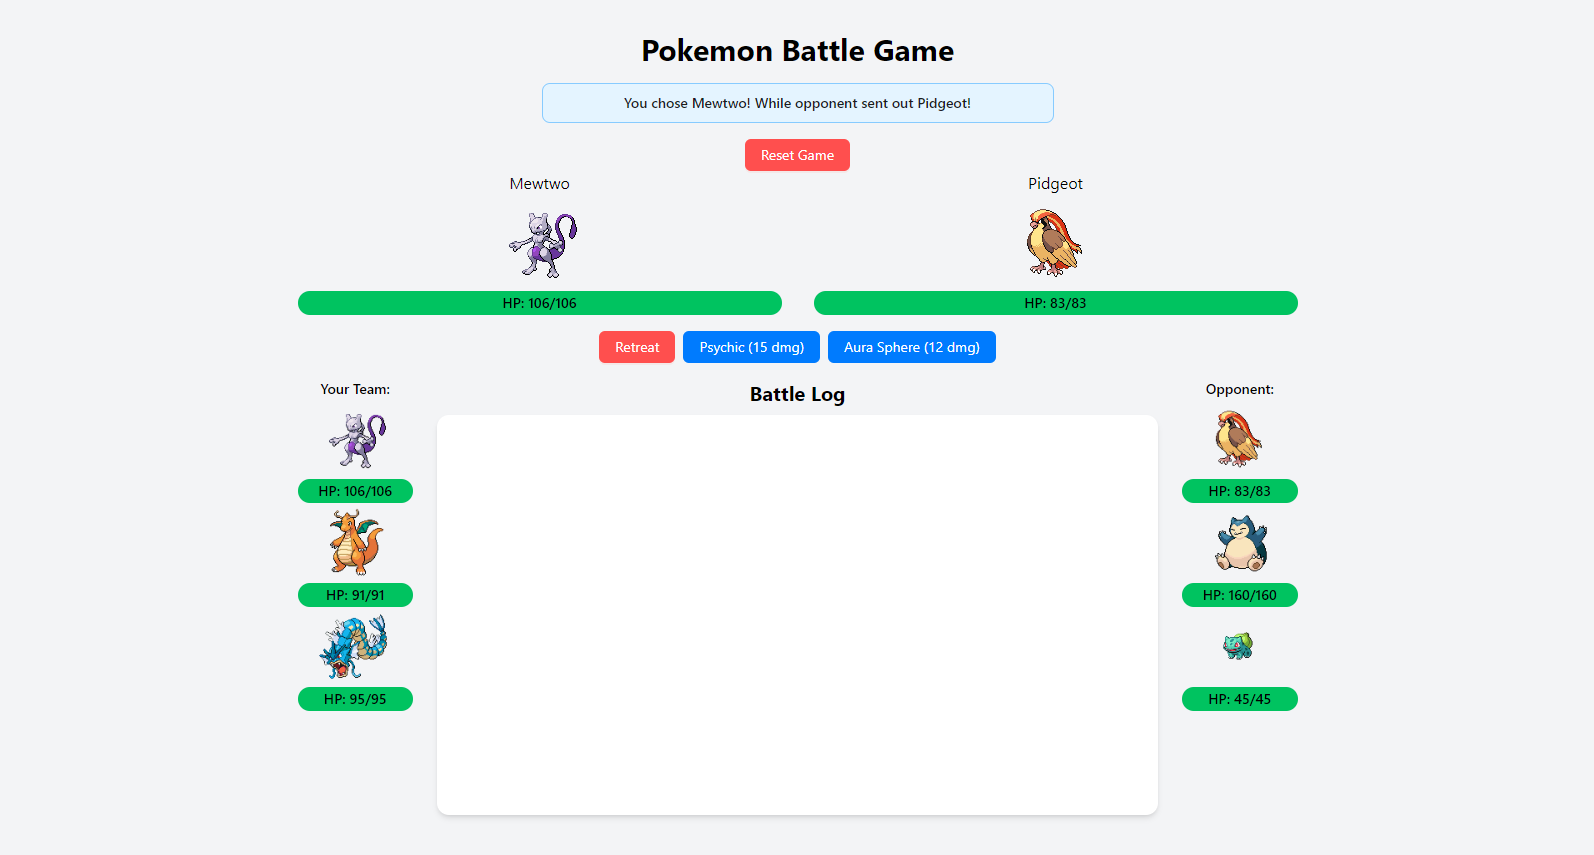 Pokemon Battle Game
You chose Mewtwo! While opponent sent out Pidgeot!
Reset Game
Mewtwo
Pidgeot
HP: 106/106
HP: 83/83
Retreat
Psychic (15 dmg)
Aura Sphere (12 dmg)
Your Team:
HP: 106/106
HP: 91/91
HP: 95/95
Battle Log
Opponent:
HP: 83/83
HP: 160/160
HP: 45/45